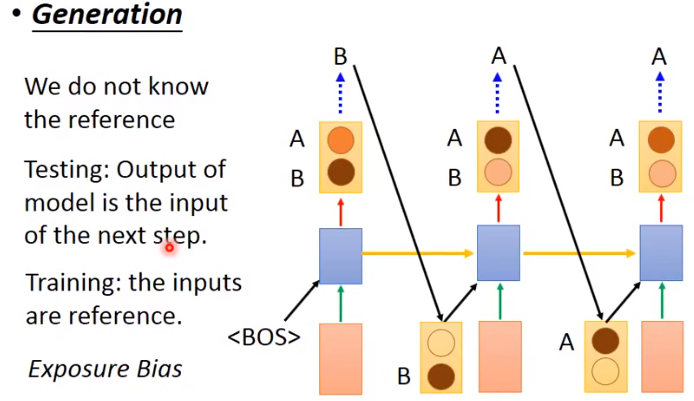 • Generation
We do not know
the reference
Testing: Output of
model is the input
of the next step.
Training: the inputs
are reference.
Exposure Bias
B
A
A
A
B
A
B
A
B
<BOS>
B
A